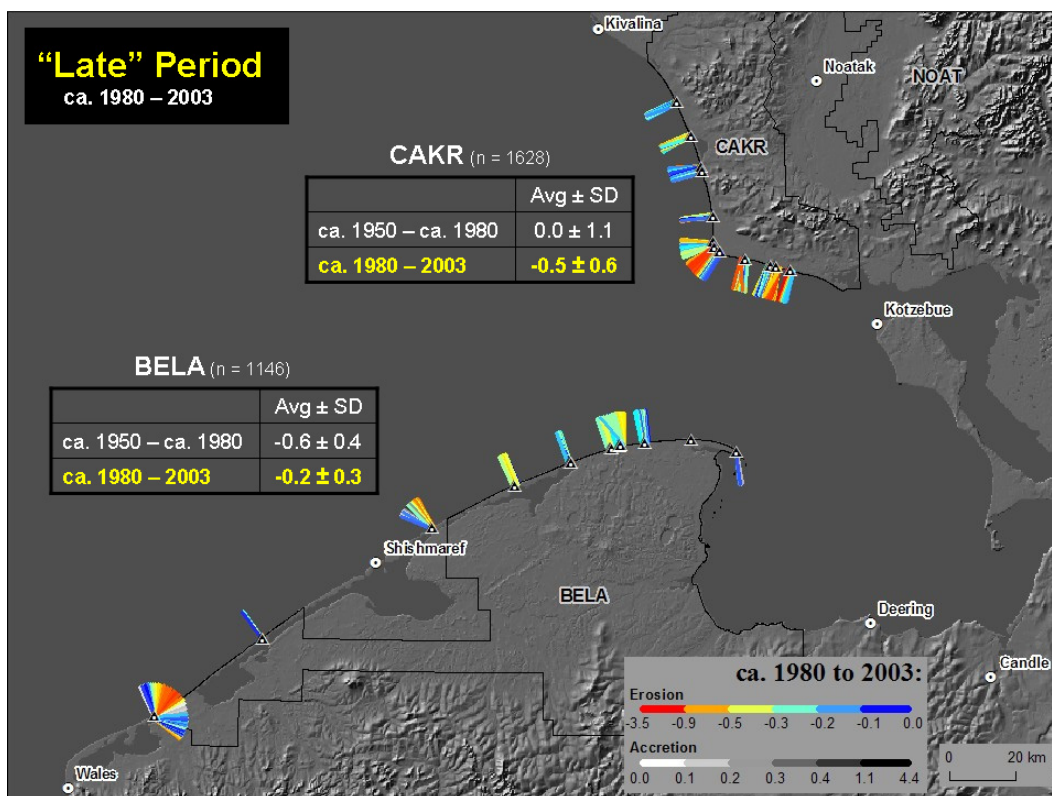 "Late" Period
ca. 1980 – 2003
Kivalina
Noatak
NOAT
CAKR
CAKR (n = 1628)
Avg ± SD
ca. 1950 – ca. 1980 0.0 ± 1.1
ca. 1980 – 2003 -0.5 ± 0.6
Kotzebue
BELA (n = 1146)
Avg ± SD
ca. 1950 – ca. 1980 -0.6 ± 0.4
ca. 1980 – 2003 -0.2 ± 0.3
Shishmaref
BELA
Deering
Candle
Wales
ca. 1980 to 2003:
Erosion
-3.5 -0.9 -0.5 -0.3 -0.2 -0.1 0.0
Accretion
0.0 0.1 0.2 0.3 0.4 1.1 4.4
0 20 km